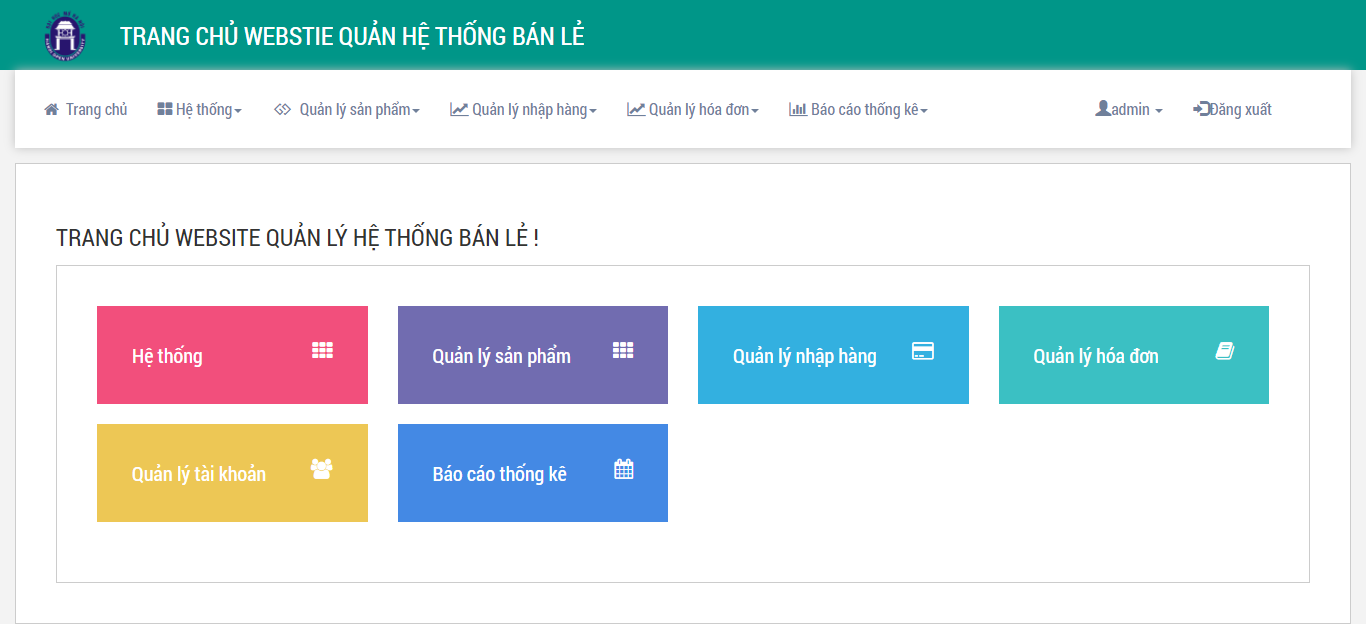 TRANG CHỦ WEBSTIE QUẢN HỆ THỐNG BÁN LẺ
Trang chủ Hệ thống Quản lý sản phẩm Quản lý nhập hàng Quản lý hóa đơn Báo cáo thống kê admin Đăng xuất
TRANG CHỦ WEBSITE QUẢN LÝ HỆ THỐNG BÁN LẺ !
Hệ thống Quản lý sản phẩm Quản lý nhập hàng Quản lý hóa đơn
Quản lý tài khoản Báo cáo thống kê